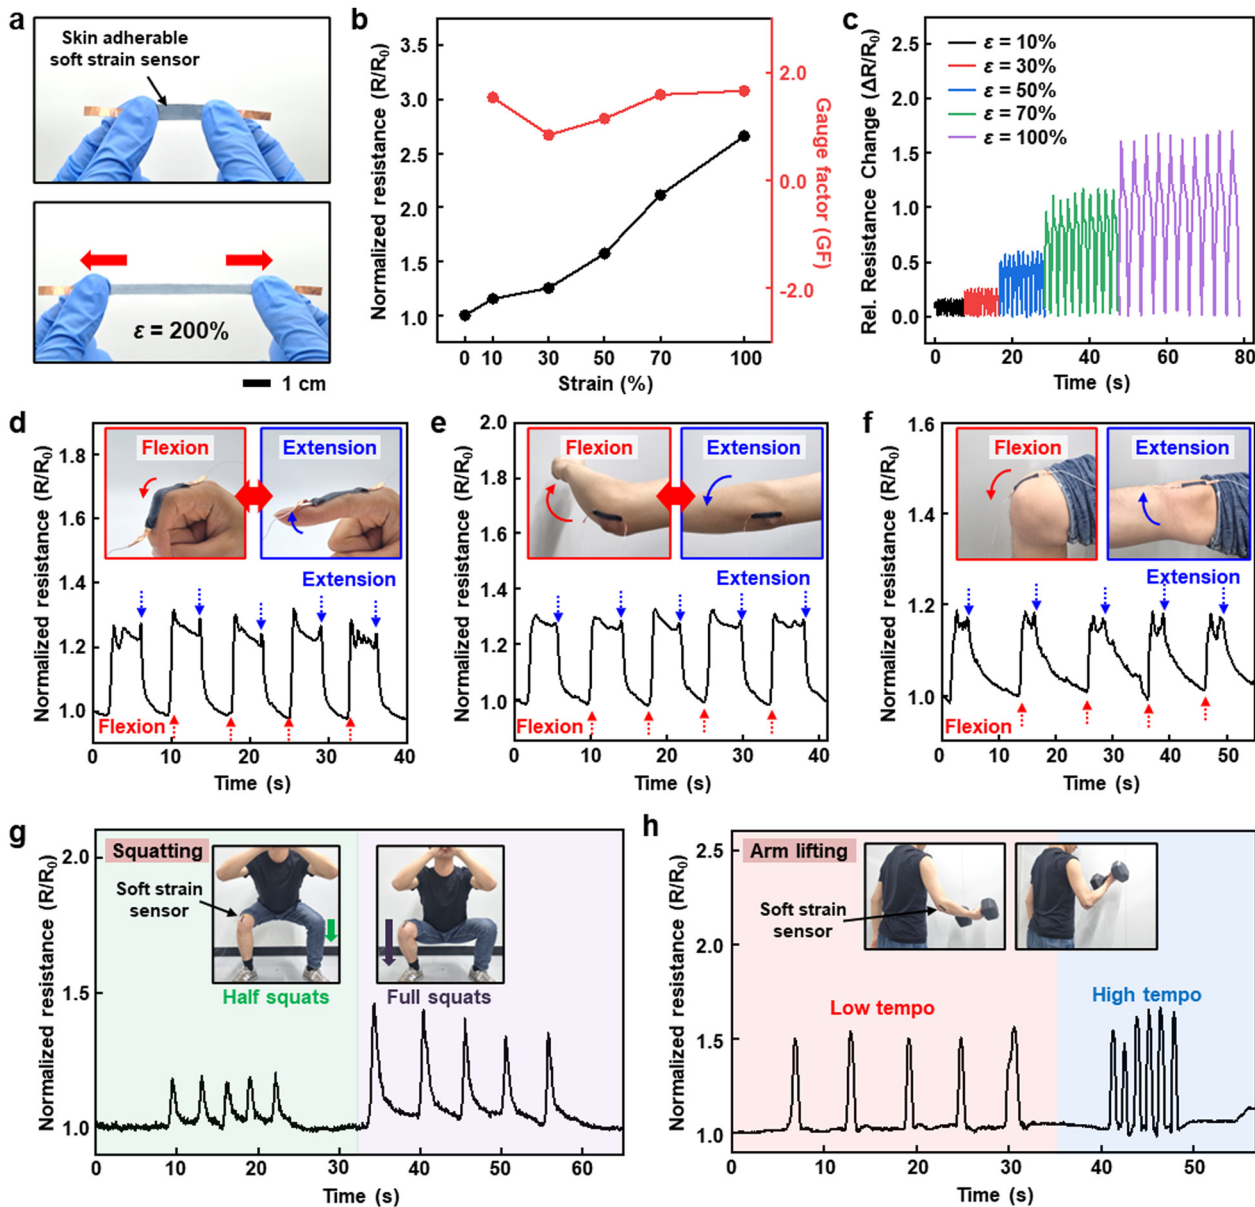 a
Skin adherable
soft strain sensor
ε = 200%
1 cm
b
Normalized resistance (R/R₀)
3.5
3.0
2.5
2.0
1.5
1.0
0 10 30 50 70 100
Strain (%)
2.0
0.0
-2.0
Gauge factor (GF)
c
Rel. Resistance Change (ΔR/R₀)
2.5
2.0
1.5
1.0
0.5
0.0
ε = 10%
ε = 30%
ε = 50%
ε = 70%
ε = 100%
0 20 40 60 80
Time (s)
d
Normalized resistance (R/R₀)
1.8
1.6
1.4
1.2
1.0
Flexion
Extension
Extension
Flexion
0 10 20 30 40
Time (s)
e
Normalized resistance (R/R₀)
2.0
1.8
1.6
1.4
1.2
1.0
Flexion
Extension
Extension
Flexion
0 10 20 30 40
Time (s)
f
Normalized resistance (R/R₀)
1.6
1.4
1.2
1.0
Flexion
Extension
Extension
Flexion
0 10 20 30 40 50
Time (s)
g
Normalized resistance (R/R₀)
2.0
1.5
1.0
Squatting
Soft strain
sensor
Half squats
Full squats
0 10 20 30 40 50 60
Time (s)
h
Normalized resistance (R/R₀)
2.5
2.0
1.5
1.0
Arm lifting
Soft strain
sensor
Low tempo
High tempo
0 10 20 30 40 50
Time (s)